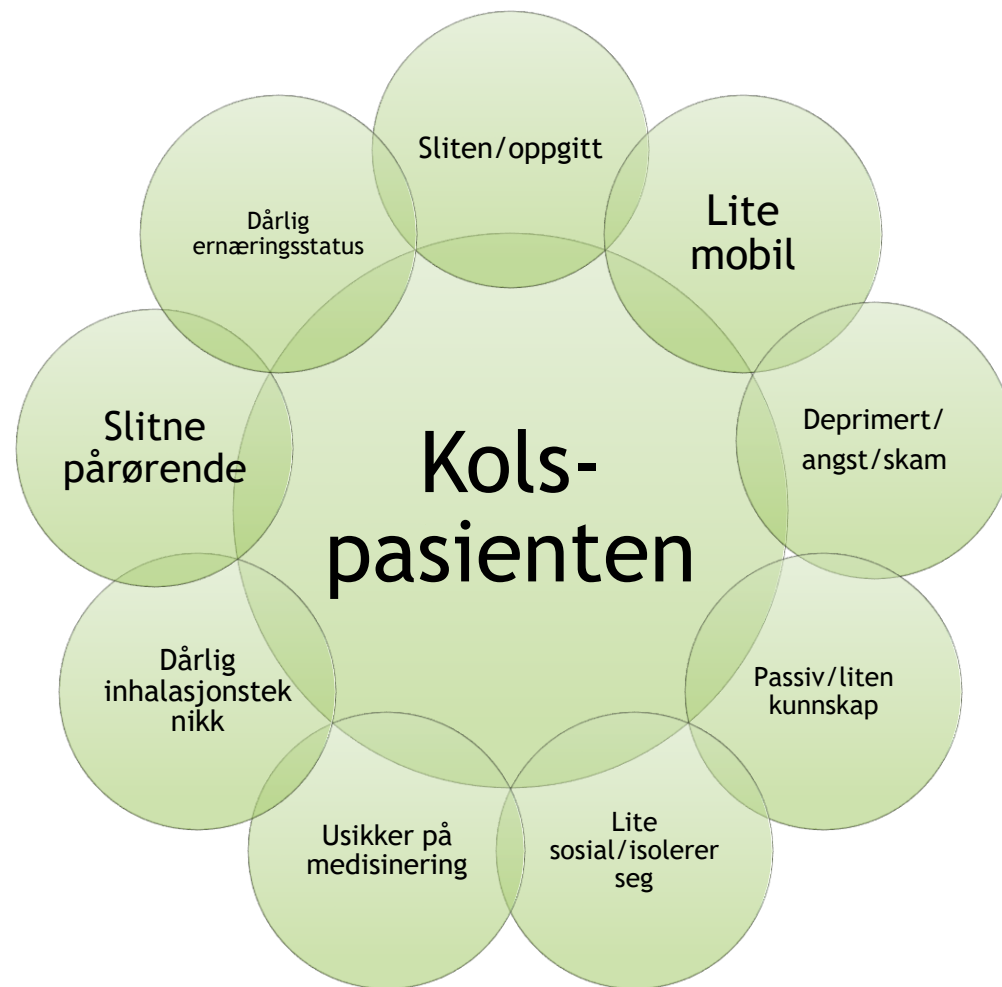 Sliten/oppgitt
Lite
mobil
Deprimert/
angst/skam
Passiv/liten
kunnskap
Lite
sosial/isolerer
seg
Usikker på
medisinering
Dårlig
inhalasjonstek
nikk
Slitne
pårørende
Dårlig
ernæringsstatus
Kols-
pasienten